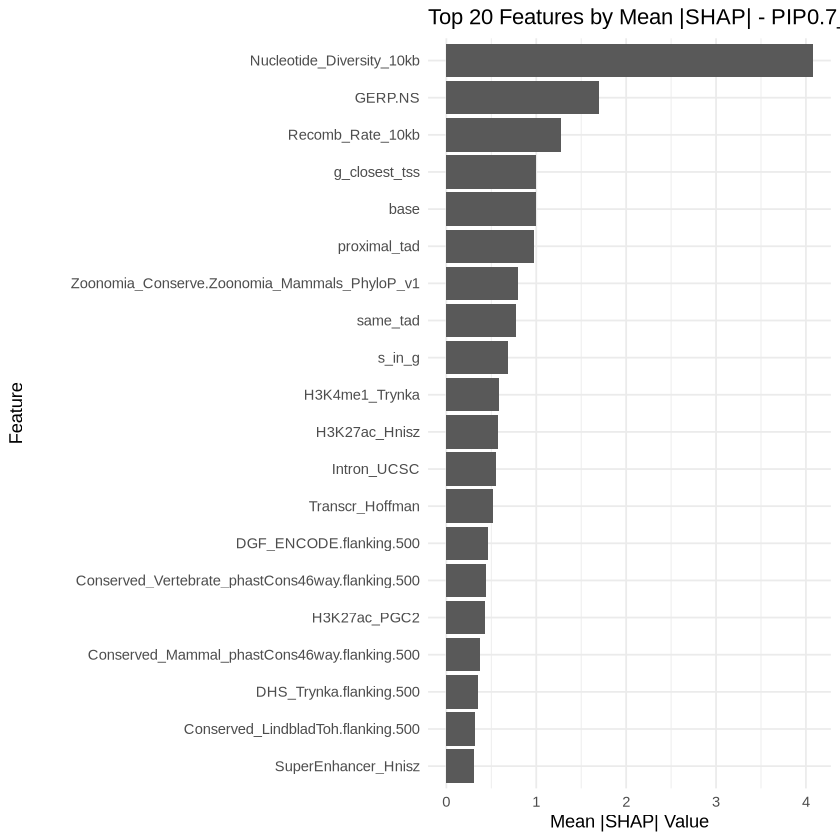 Top 20 Features by Mean |SHAP| - PIP0.7_
Nucleotide_Diversity_10kb
GERP.NS
Recomb_Rate_10kb
g_closest_tss
base
proximal_tad
Zoonomia_Conserve.Zoonomia_Mammals_PhyloP_v1
same_tad
s_in_g
H3K4me1_Trynka
H3K27ac_Hnisz
Intron_UCSC
Transcr_Hoffman
DGF_ENCODE.flanking.500
Conserved_Vertebrate_phastCons46way.flanking.500
H3K27ac_PGC2
Conserved_Mammal_phastCons46way.flanking.500
DHS_Trynka.flanking.500
Conserved_LindbladToh.flanking.500
SuperEnhancer_Hnisz
Feature
0 1 2 3 4
Mean |SHAP| Value